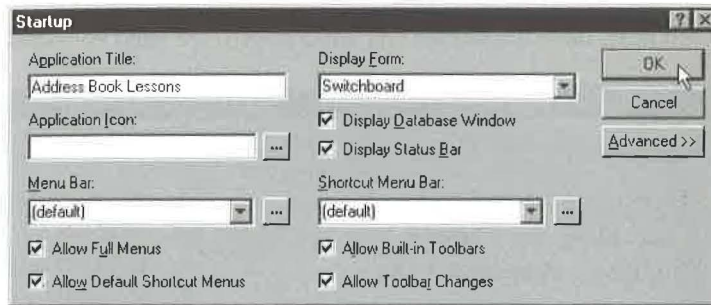 Startup
Application Title:
Address Book Lessons
Application Icon:
...
Menu Bar:
(default)
...
Allow Full Menus
Allow Default Shortcut Menus
Display Form:
Switchboard
Display Database Window
Display Status Bar
Shortcut Menu Bar:
(default)
...
Allow Built-in Toolbars
Allow Toolbar Changes
OK
Cancel
Advanced >>